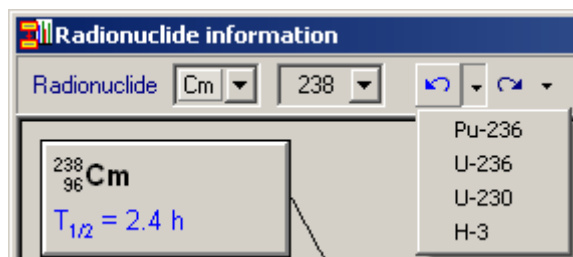 Radionuclide information
Radionuclide Cm 238
Pu-236
U-236
U-230
H-3
238
96 Cm
T1/2 = 2.4 h